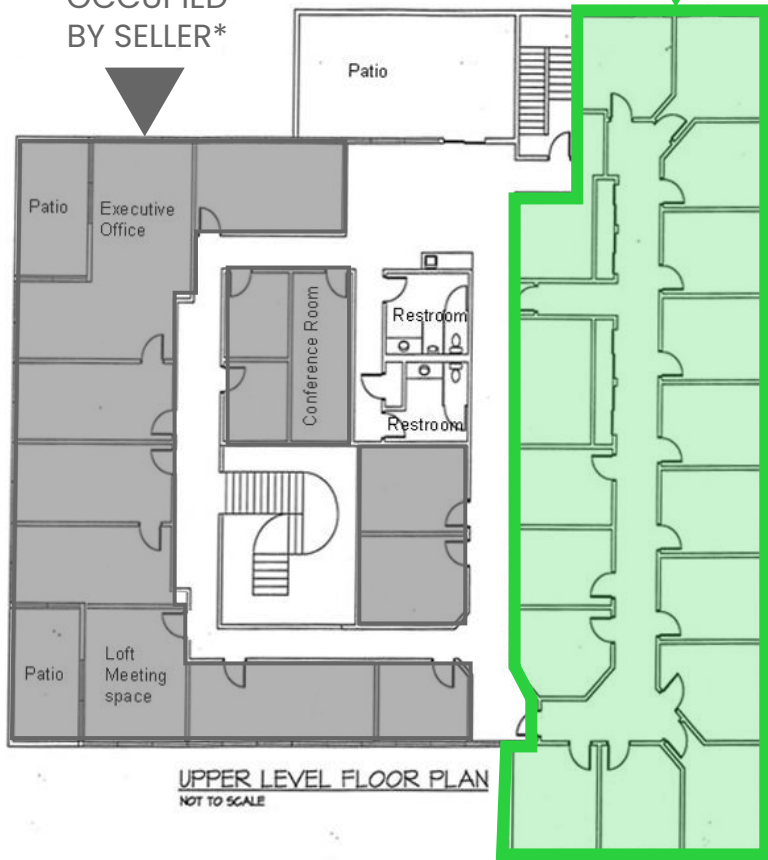 OCCUPIED
BY SELLER*
Patio
Patio
Executive
Office
Conference Room
Restroom
Restroom
Patio
Loft
Meeting
space
UPPER LEVEL FLOOR PLAN
NOT TO SCALE